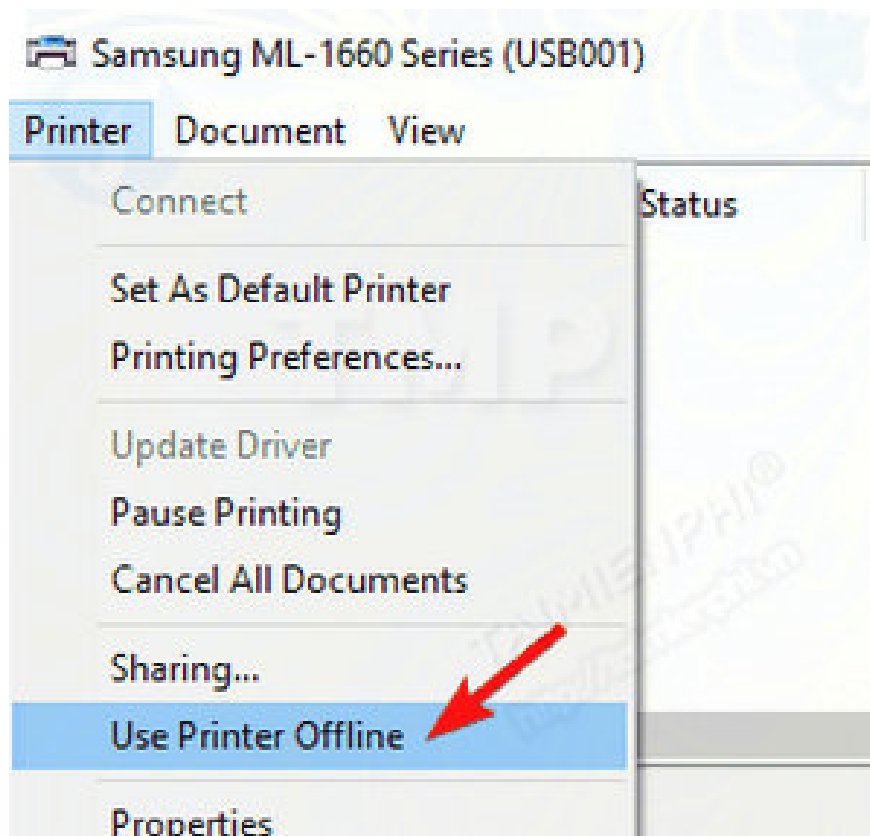 Samsung ML-1660 Series (USB001)
Printer Document View
Connect
Status
Set As Default Printer
Printing Preferences...
Update Driver
Pause Printing
Cancel All Documents
Sharing...
Use Printer Offline
Properties
TAIMIENPHI®